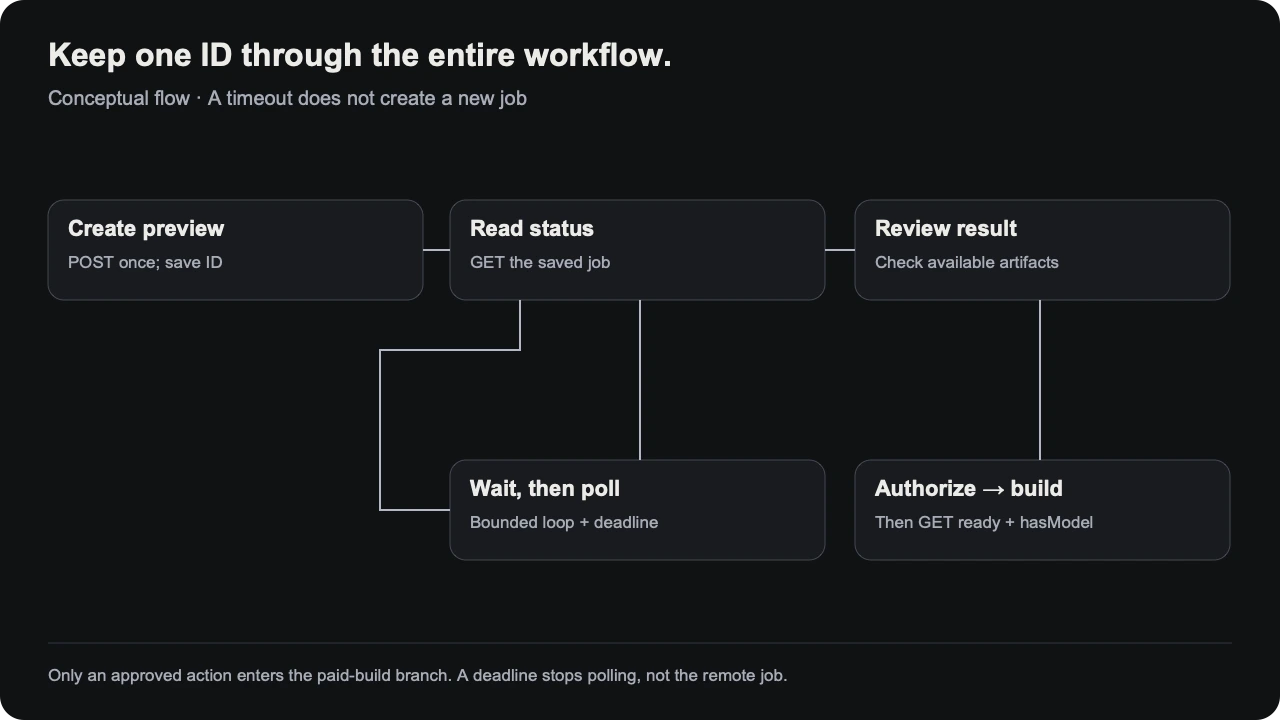 Keep one ID through the entire workflow.
Conceptual flow · A timeout does not create a new job
Create preview
POST once; save ID
Read status
GET the saved job
Review result
Check available artifacts
Wait, then poll
Bounded loop + deadline
Authorize → build
Then GET ready + hasModel
Only an approved action enters the paid-build branch. A deadline stops polling, not the remote job.